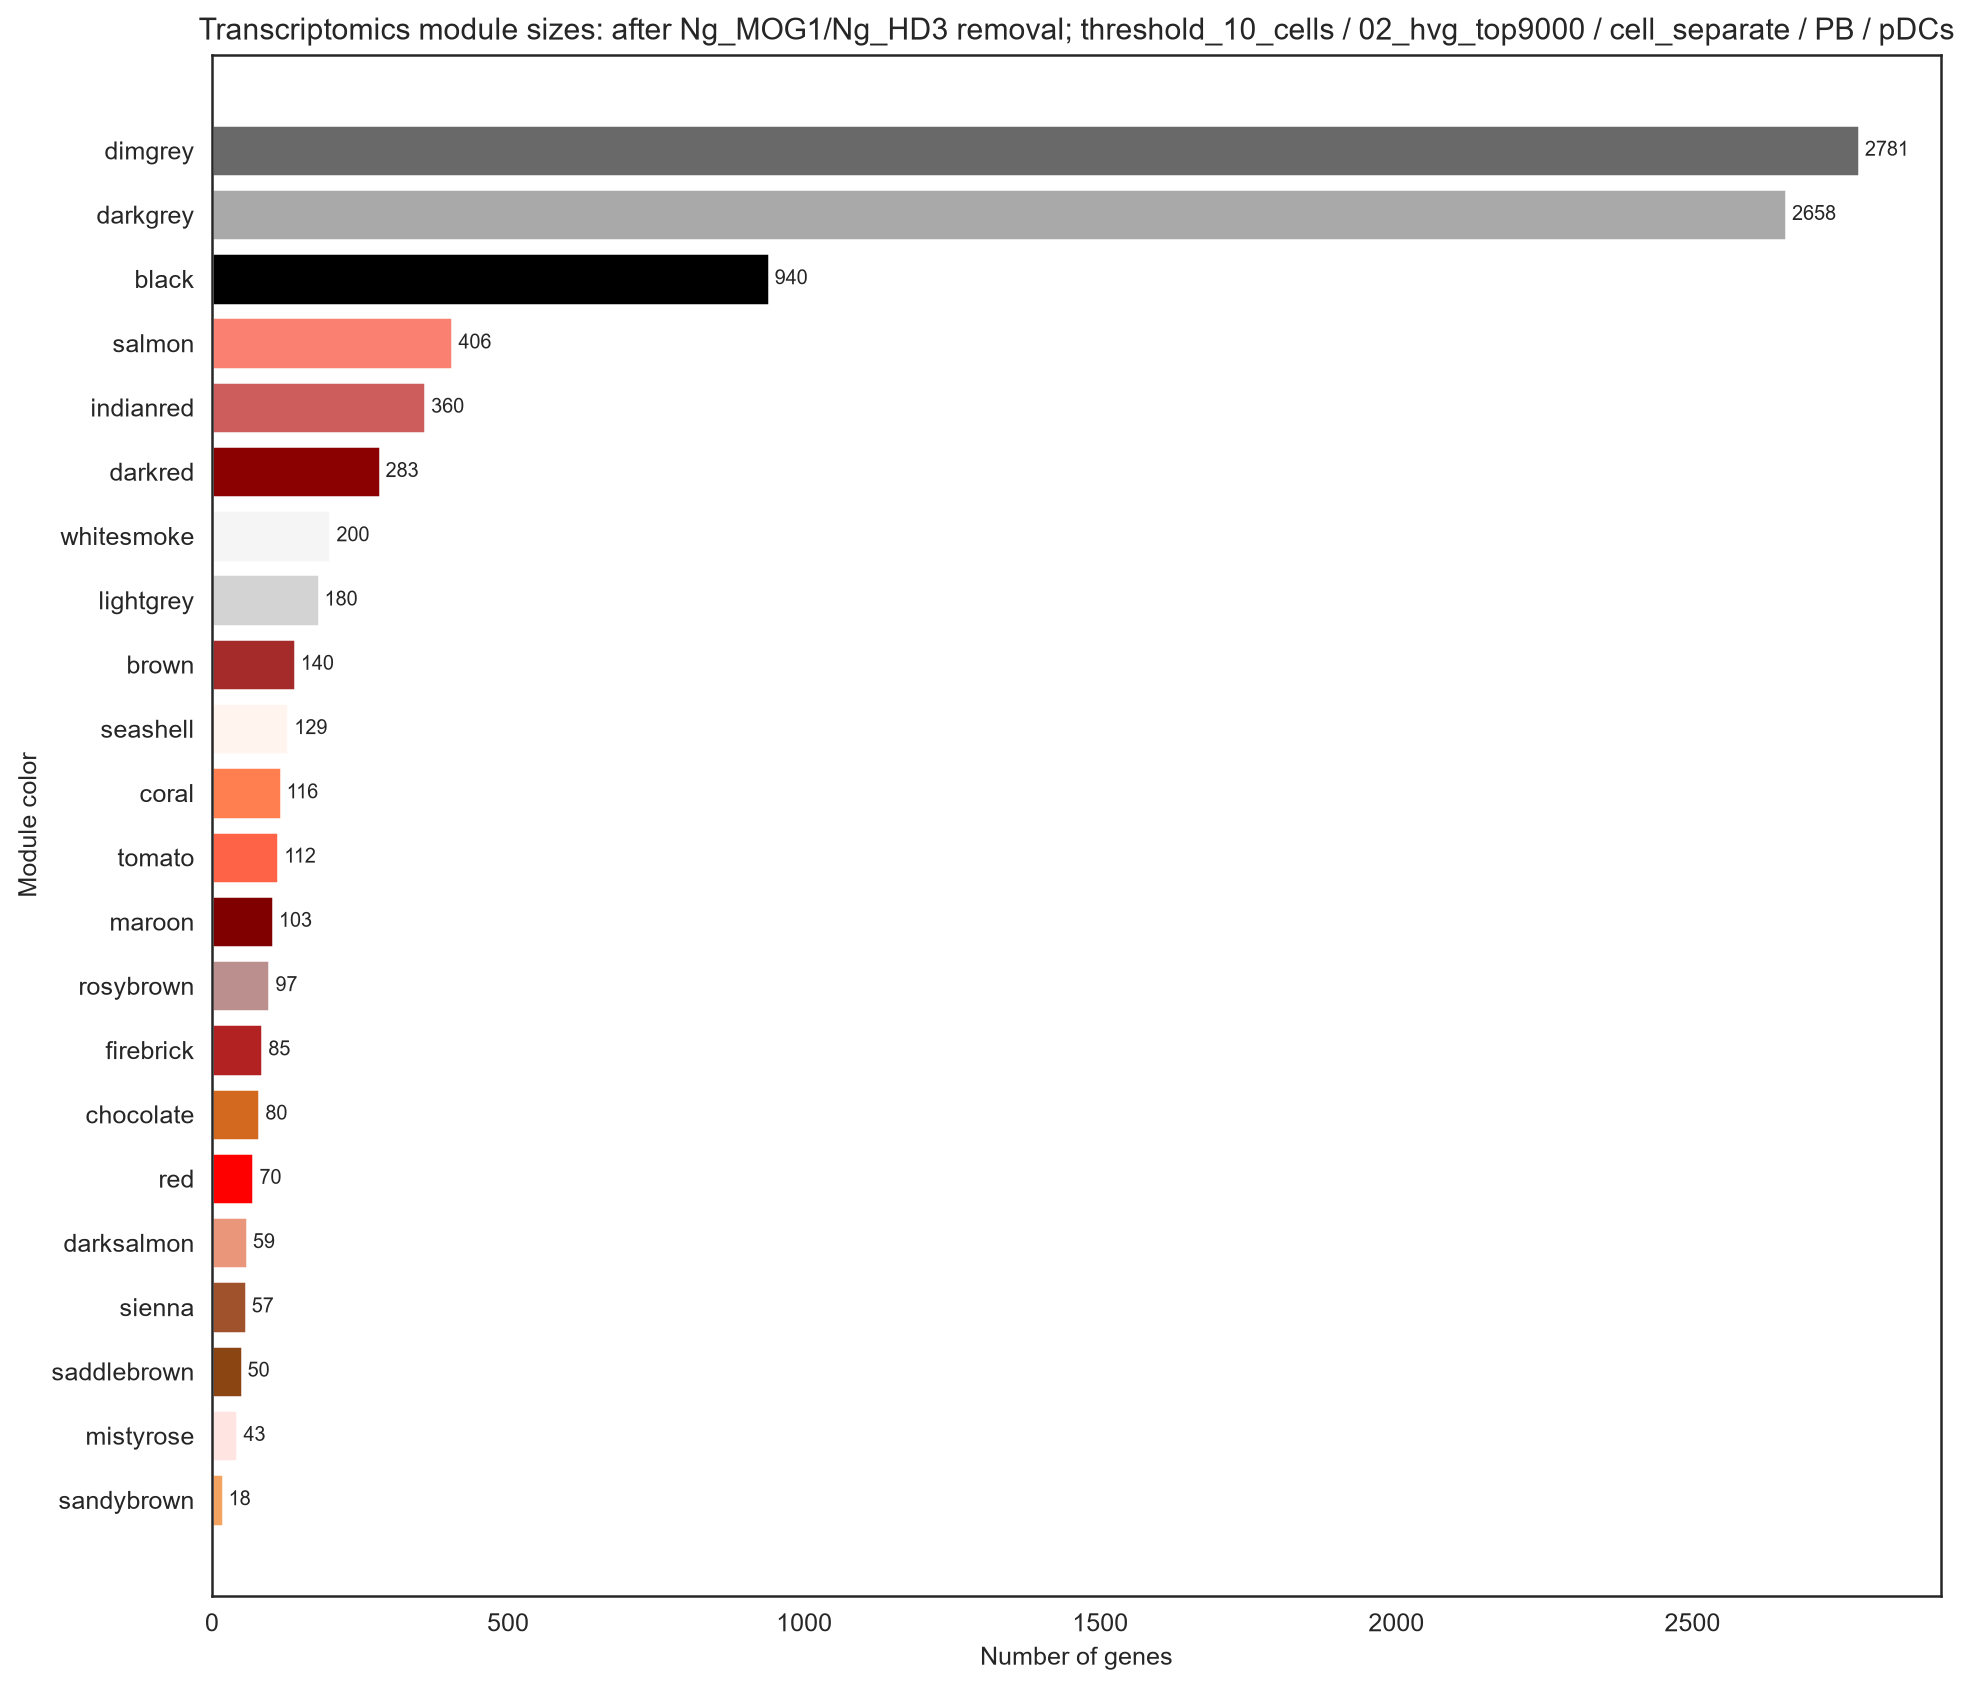 Transcriptomics module sizes: after Ng_MOG1/Ng_HD3 removal; threshold_10_cells / 02_hvg_top9000 / cell_separate / PB / pDCs
dimgrey 2781
darkgrey 2658
black 940
salmon 406
indianred 360
darkred 283
whitesmoke 200
lightgrey 180
brown 140
seashell 129
coral 116
tomato 112
maroon 103
rosybrown 97
firebrick 85
chocolate 80
red 70
darksalmon 59
sienna 57
saddlebrown 50
mistyrose 43
sandybrown 18
Module color
0 500 1000 1500 2000 2500
Number of genes